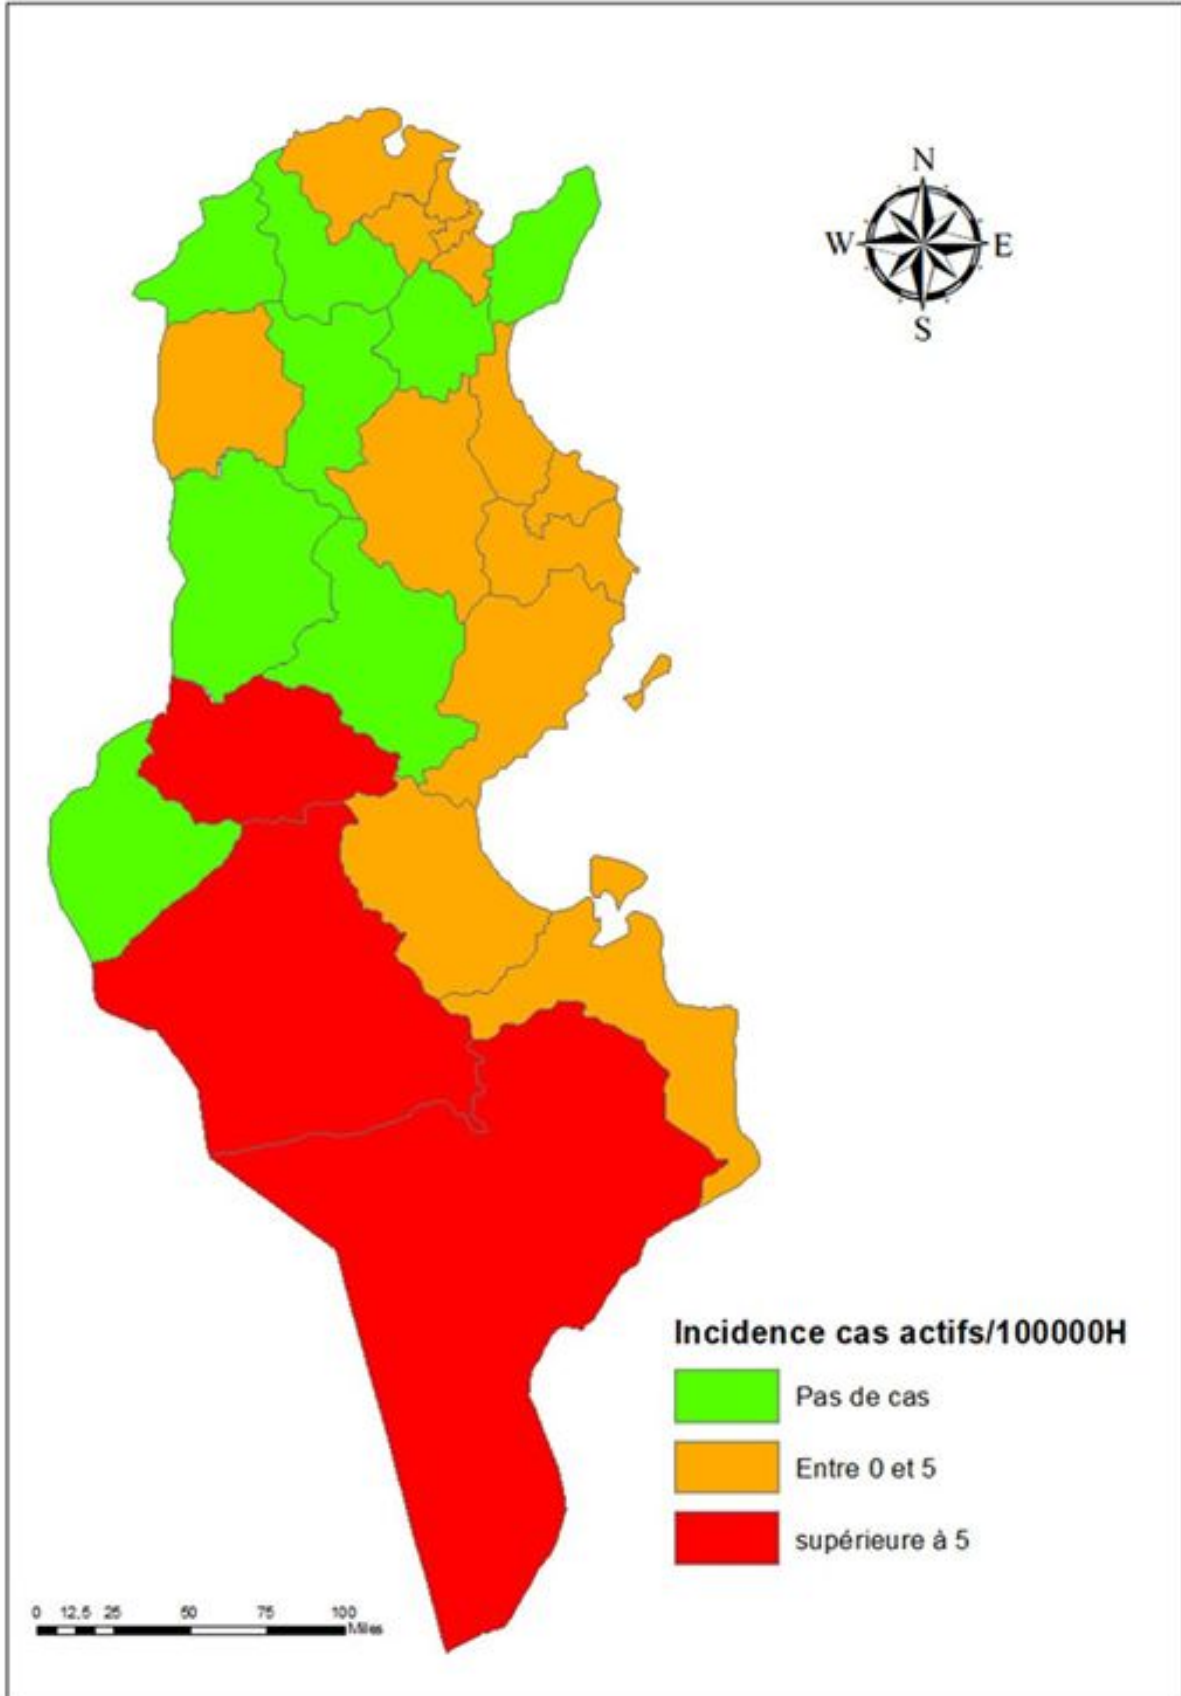 N
W E
S
Incidence cas actifs/100000H
Pas de cas
Entre 0 et 5
supérieure à 5
0 12,5 25 50 75 100
Miles